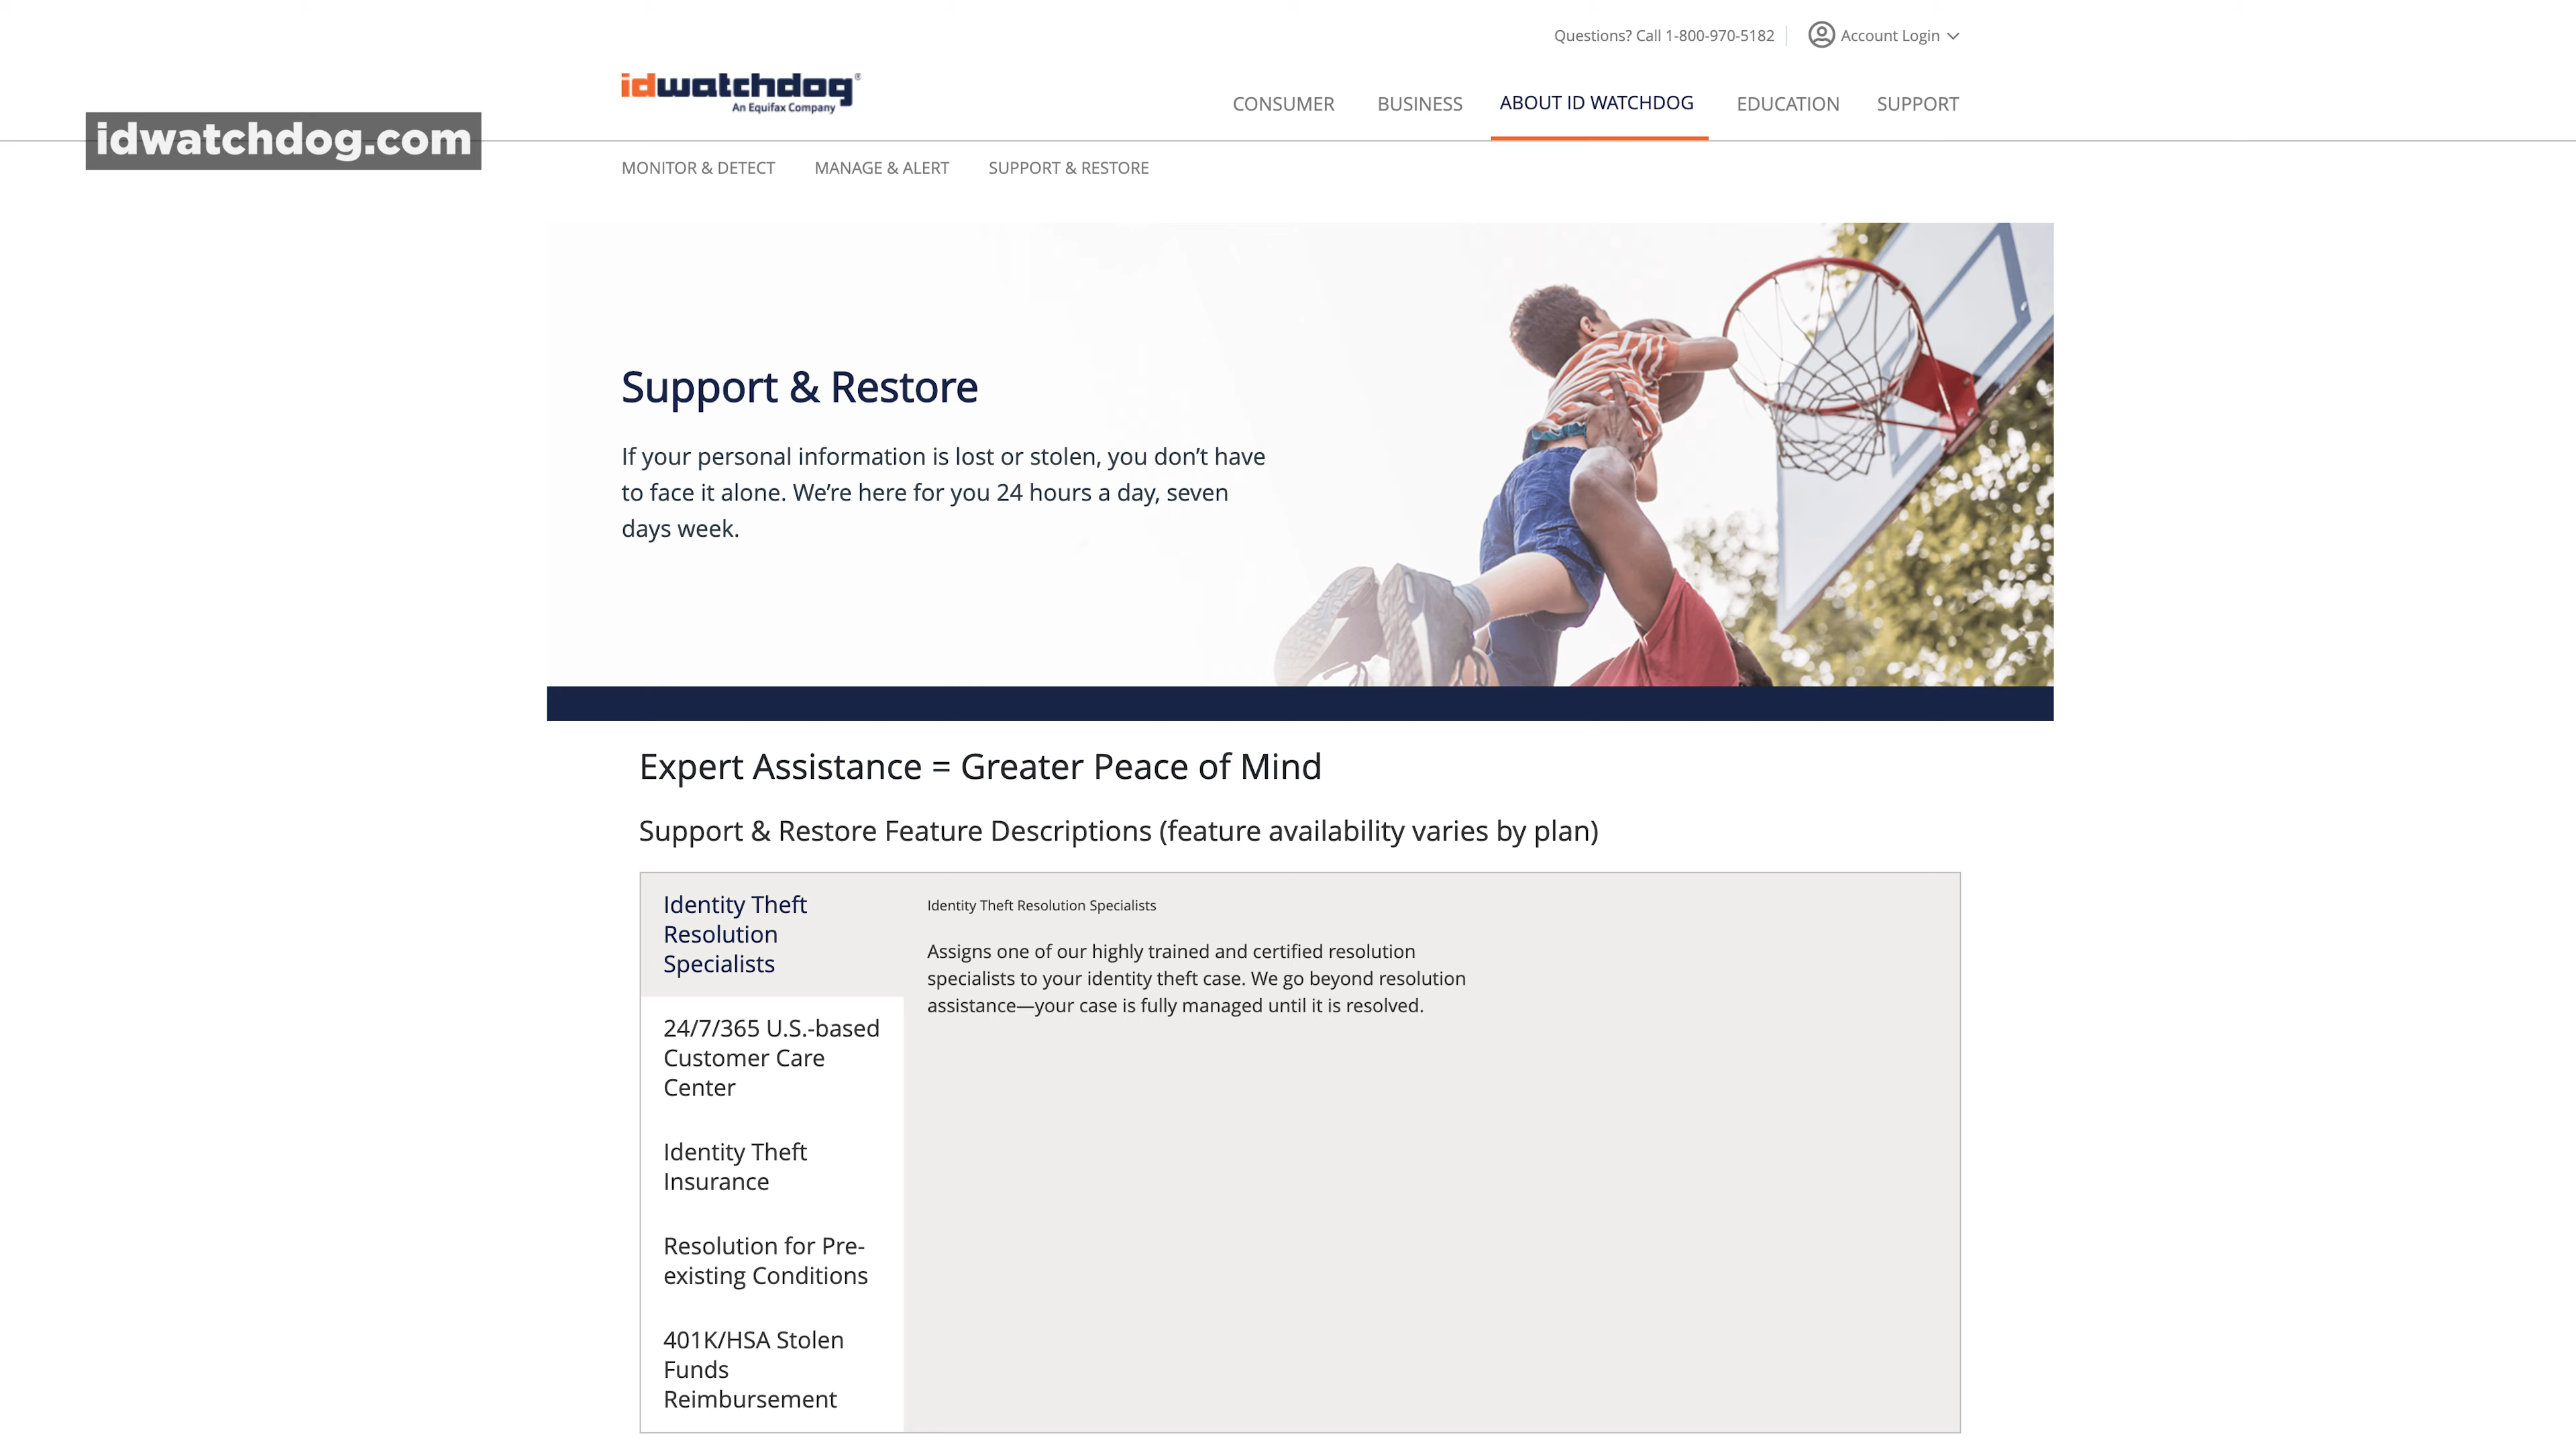 Questions? Call 1-800-970-5182
Account Login
idwatchdog®
An Equifax Company
CONSUMER
BUSINESS
ABOUT ID WATCHDOG
EDUCATION
SUPPORT
idwatchdog.com
MONITOR & DETECT
MANAGE & ALERT
SUPPORT & RESTORE
Support & Restore
If your personal information is lost or stolen, you don’t have
to face it alone. We’re here for you 24 hours a day, seven
days week.
Expert Assistance = Greater Peace of Mind
Support & Restore Feature Descriptions (feature availability varies by plan)
Identity Theft
Resolution
Specialists
24/7/365 U.S.-based
Customer Care
Center
Identity Theft
Insurance
Resolution for Pre-
existing Conditions
401K/HSA Stolen
Funds
Reimbursement
Identity Theft Resolution Specialists
Assigns one of our highly trained and certified resolution
specialists to your identity theft case. We go beyond resolution
assistance—your case is fully managed until it is resolved.